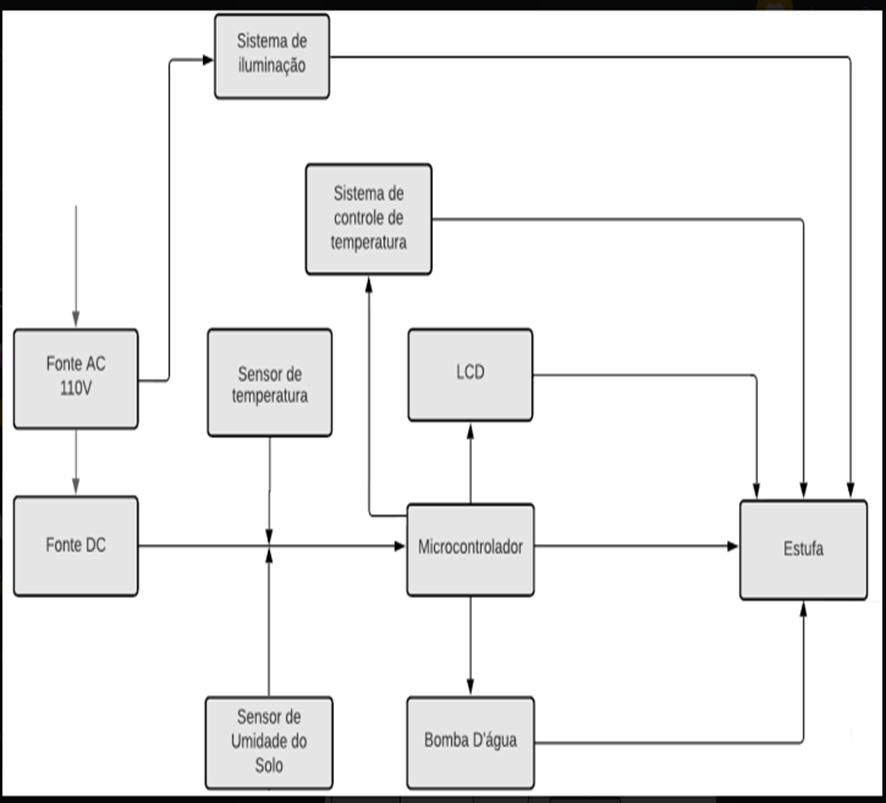 Sistema de
iluminação
Sistema de
controle de
temperatura
Fonte AC
110V
Sensor de
temperatura
LCD
Fonte DC
Microcontrolador
Estufa
Sensor de
Umidade do
Solo
Bomba D'água